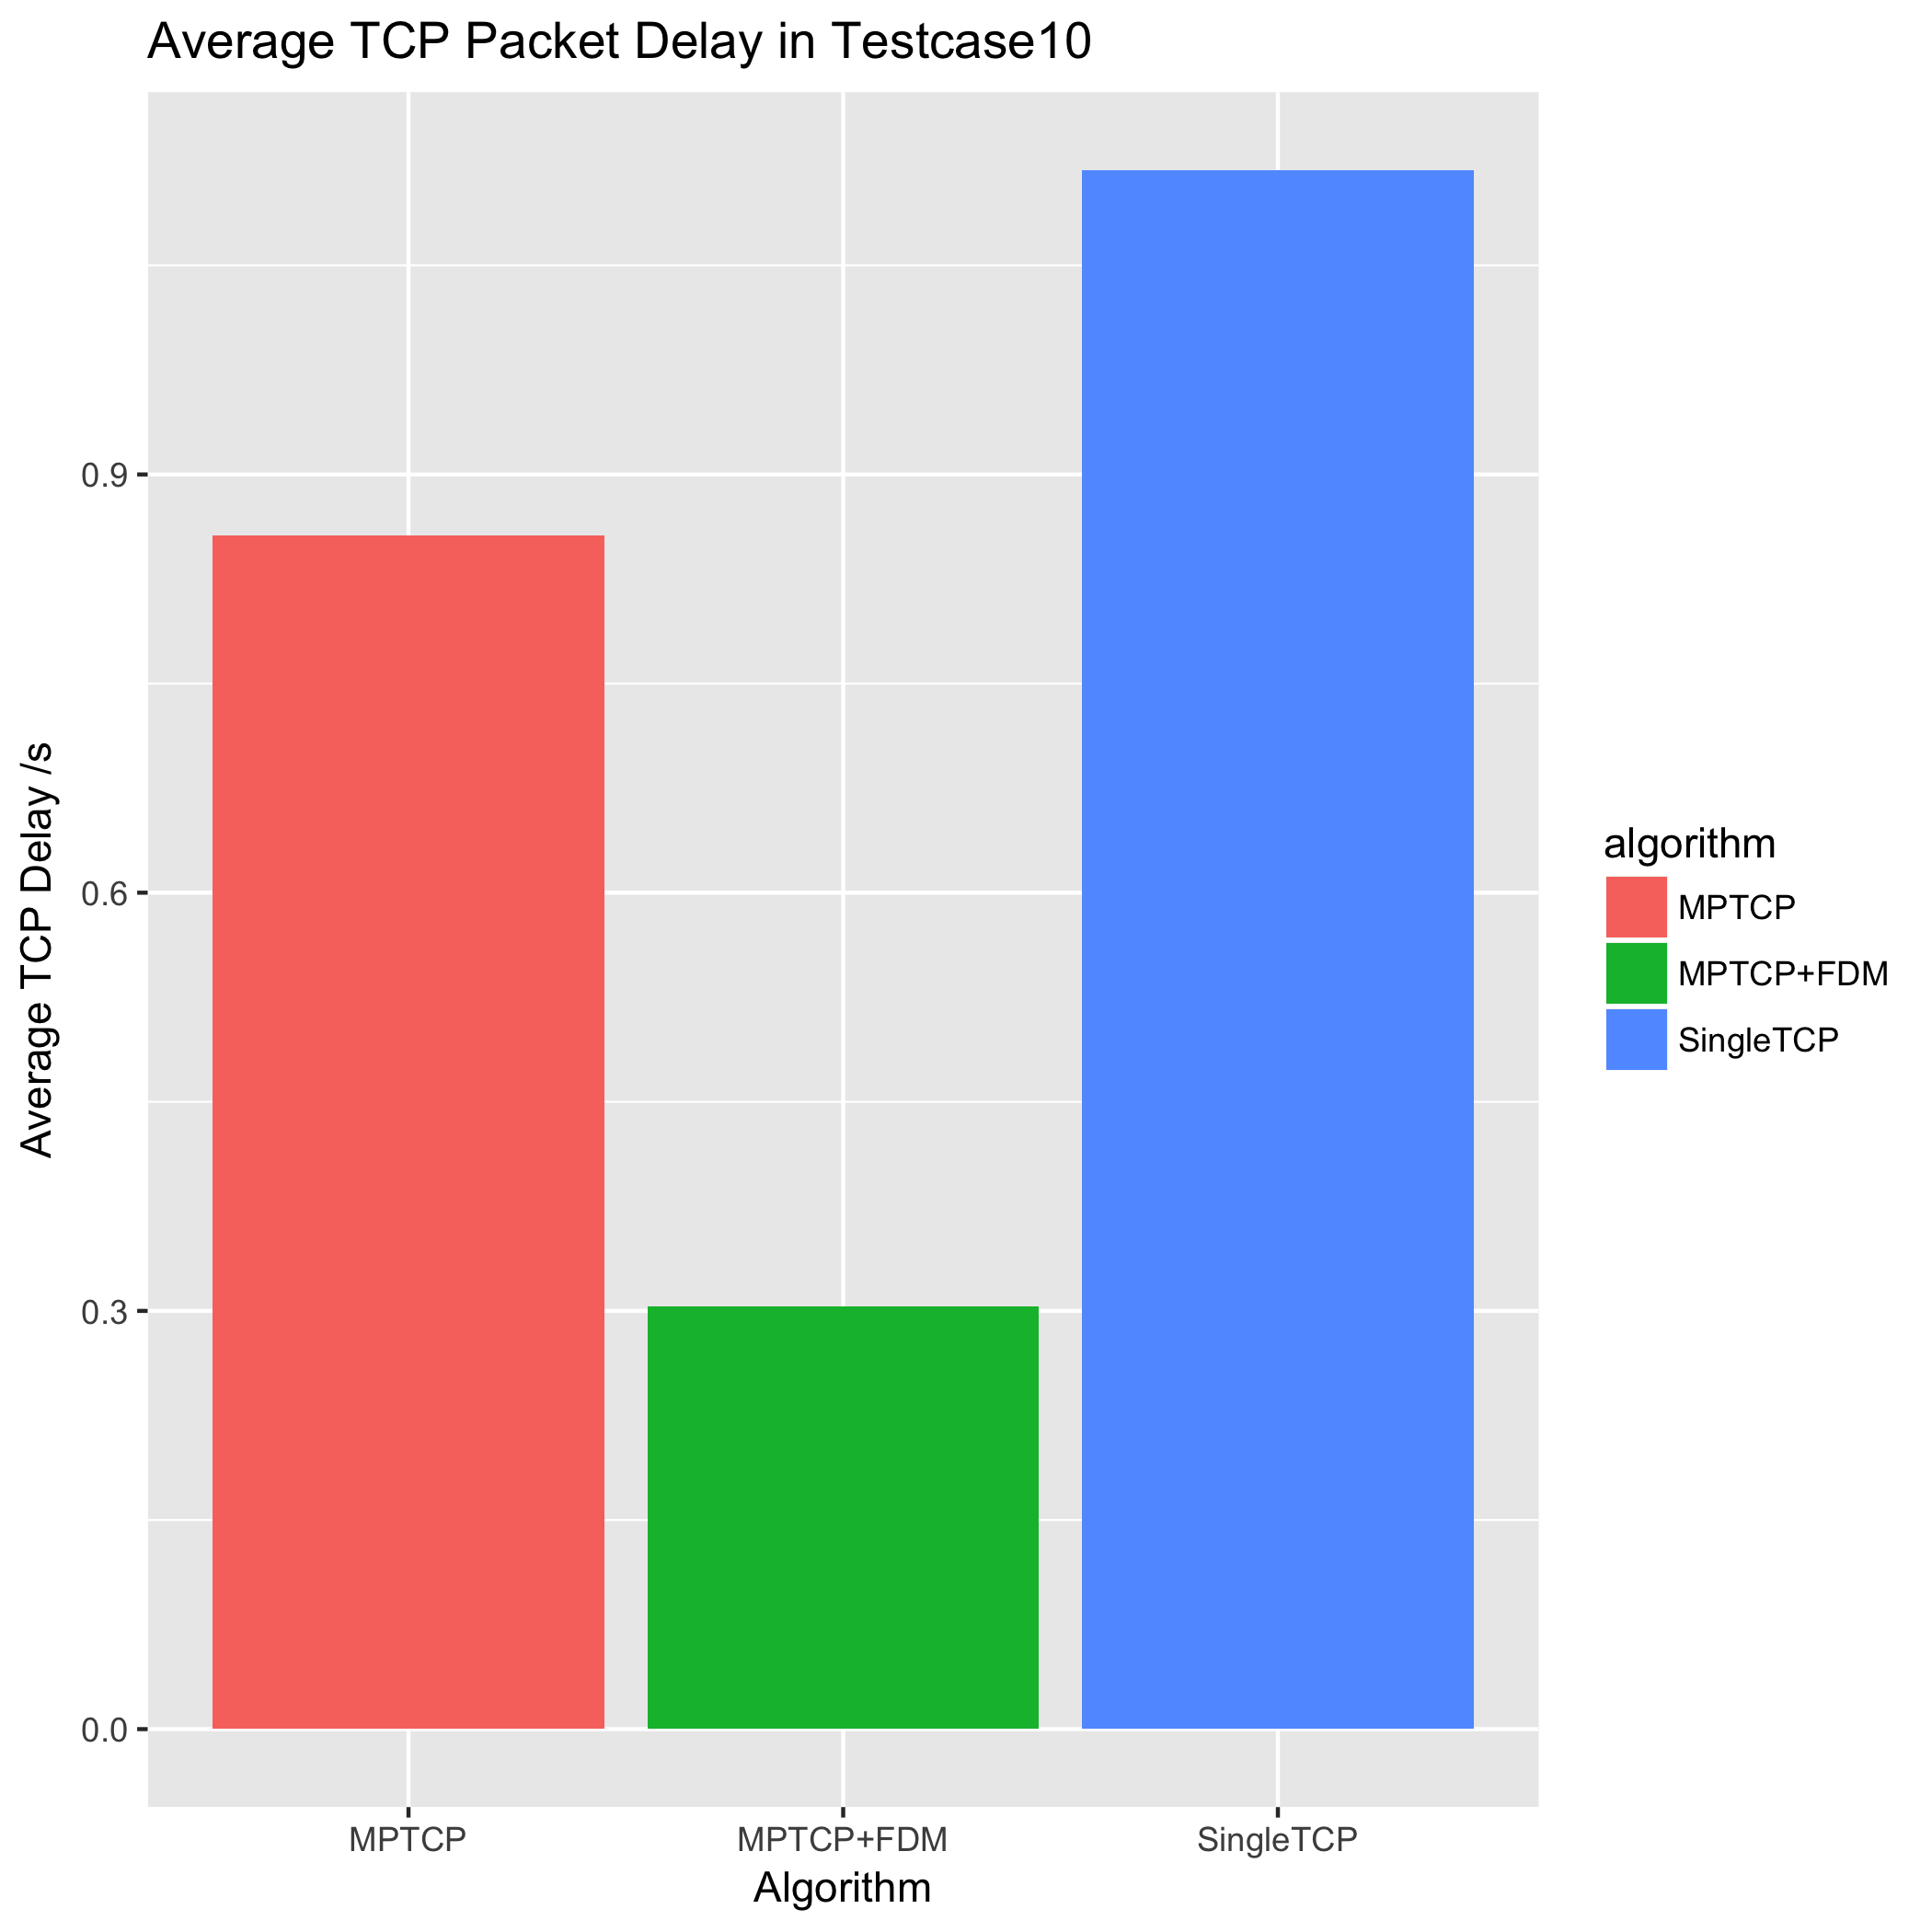 Average TCP Packet Delay in Testcase10
Average TCP Delay /s
0.9
0.6
0.3
0.0
MPTCP
MPTCP+FDM
SingleTCP
Algorithm
algorithm
MPTCP
MPTCP+FDM
SingleTCP